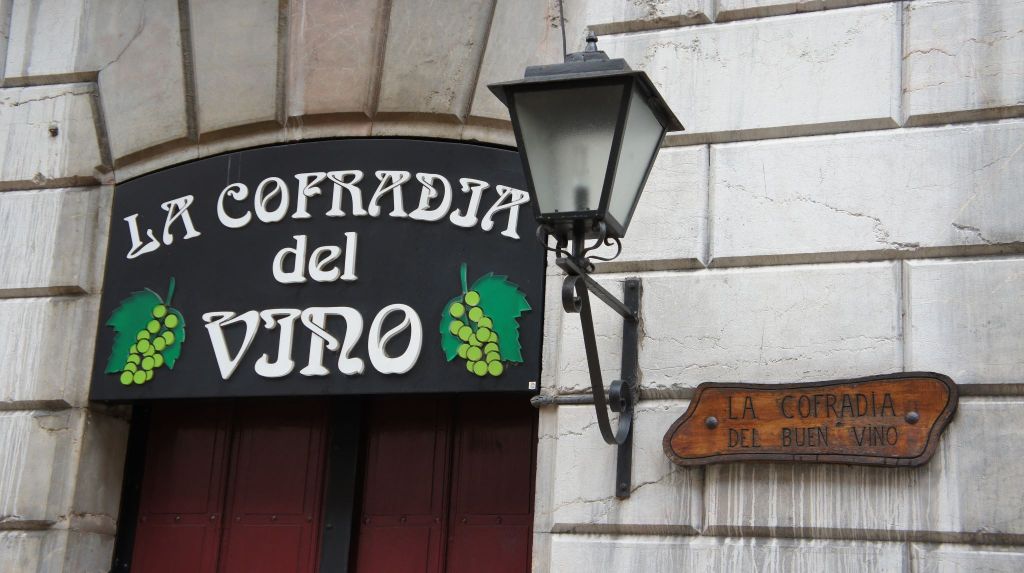 LA COFRADIA
del
VINO
LA COFRADIA
DEL BUEN VINO